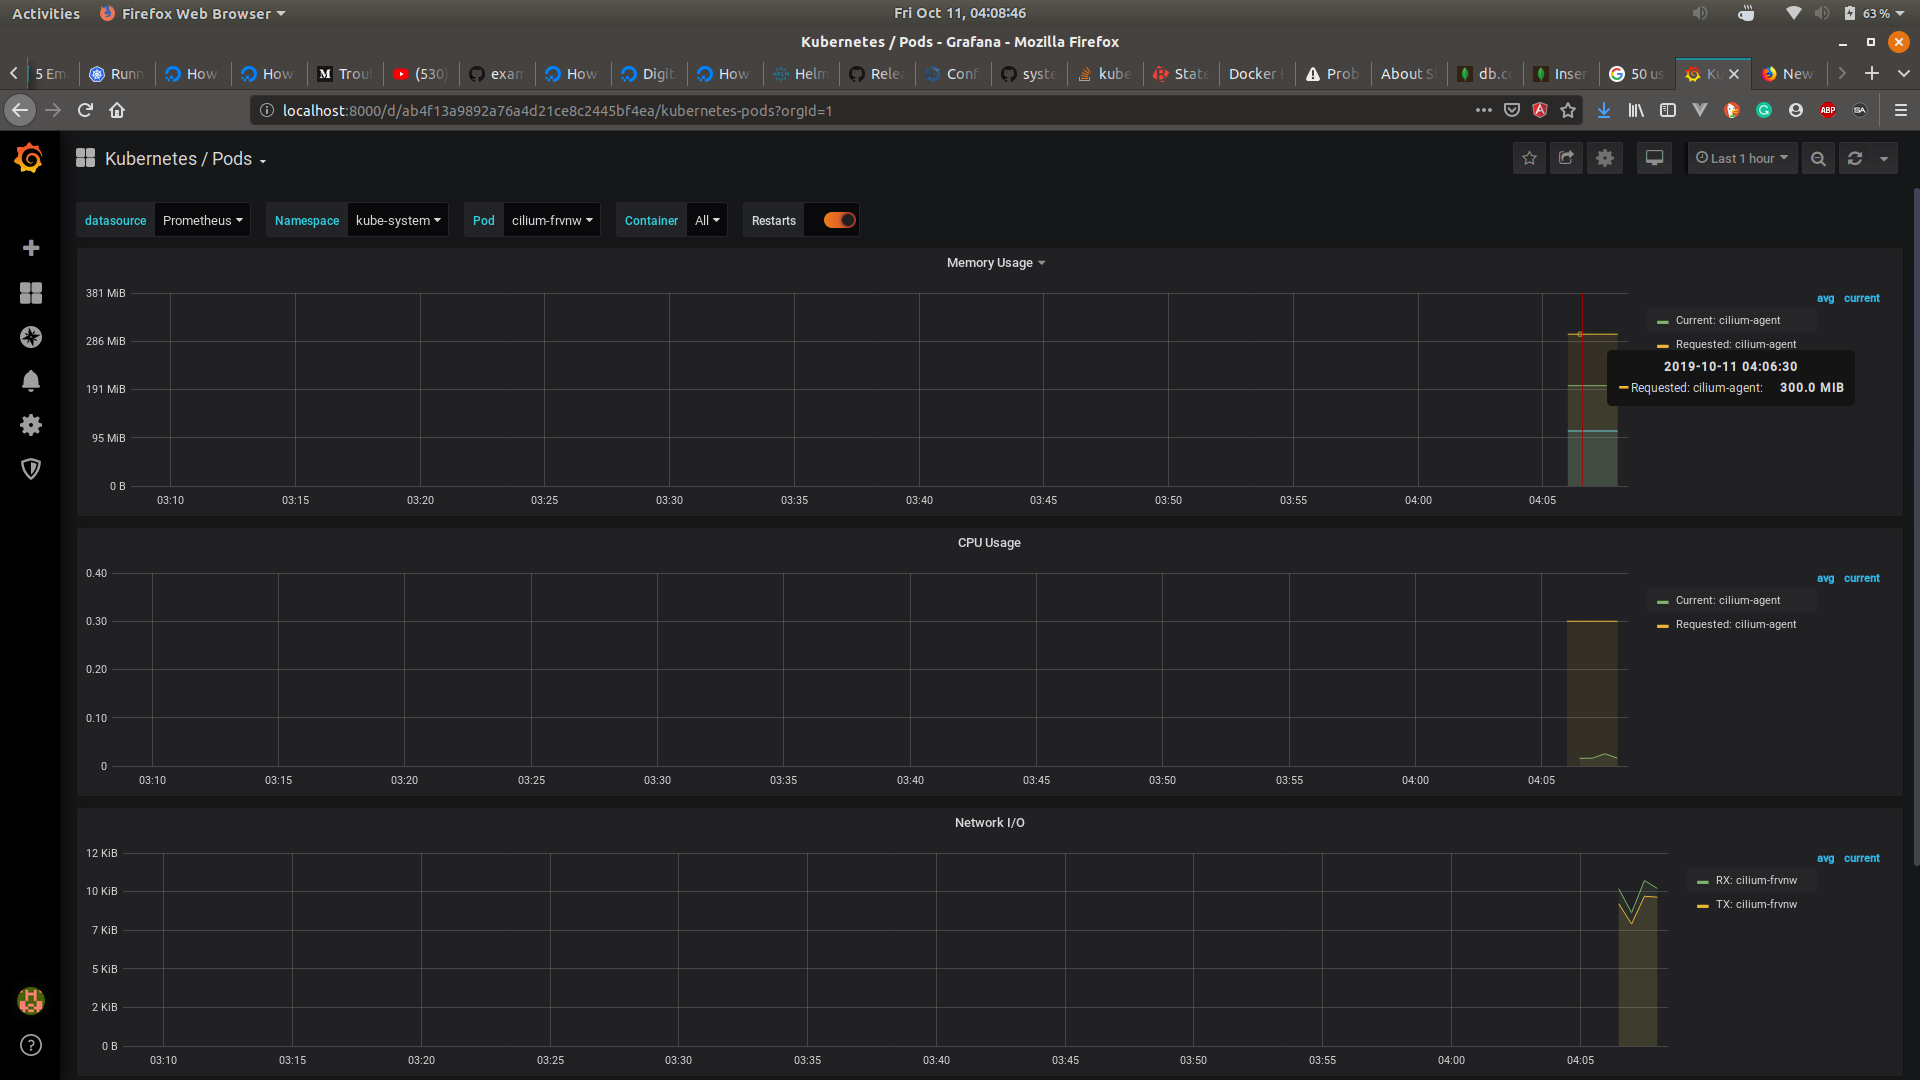 Activities Firefox Web Browser Fri Oct 11, 04:08:46 63 %
Kubernetes / Pods - Grafana - Mozilla Firefox
5 Em Runn How How M Trou (530) exam How Digit How Helm Rele Conf syste kube State Docker Prob About S db.co Inser 50 us Ku New
localhost:8000/d/ab4f13a9892a76a4d21ce8c2445bf4ea/kubernetes-pods?orgId=1 ABP SA
Kubernetes / Pods Last 1 hour
datasource Prometheus Namespace kube-system Pod cilium-frvnw Container All Restarts
Memory Usage
381 MiB
286 MiB
191 MiB
95 MiB
0 B
03:10 03:15 03:20 03:25 03:30 03:35 03:40 03:45 03:50 03:55 04:00 04:05
avg current
Current: cilium-agent
Requested: cilium-agent
2019-10-11 04:06:30
Requested: cilium-agent: 300.0 MIB
CPU Usage
0.40
0.30
0.20
0.10
0
03:10 03:15 03:20 03:25 03:30 03:35 03:40 03:45 03:50 03:55 04:00 04:05
avg current
Current: cilium-agent
Requested: cilium-agent
Network I/O
12 KiB
10 KiB
7 KiB
5 KiB
2 KiB
0 B
03:10 03:15 03:20 03:25 03:30 03:35 03:40 03:45 03:50 03:55 04:00 04:05
avg current
RX: cilium-frvnw
TX: cilium-frvnw